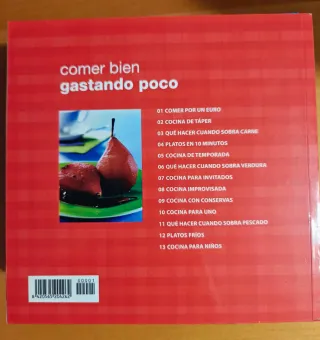 comer bien
gastando poco
01 COMER POR UN EURO
02 COCINA DE TÁPER
03 QUÉ HACER CUANDO SOBRA CARNE
04 PLATOS EN 10 MINUTOS
05 COCINA DE TEMPORADA
06 QUÉ HACER CUANDO SOBRA VERDURA
07 COCINA PARA INVITADOS
08 COCINA IMPROVISADA
09 COCINA CON CONSERVAS
10 COCINA PARA UNO
11 QUÉ HACER CUANDO SOBRA PESCADO
12 PLATOS FRÍOS
13 COCINA PARA NIÑOS
00001